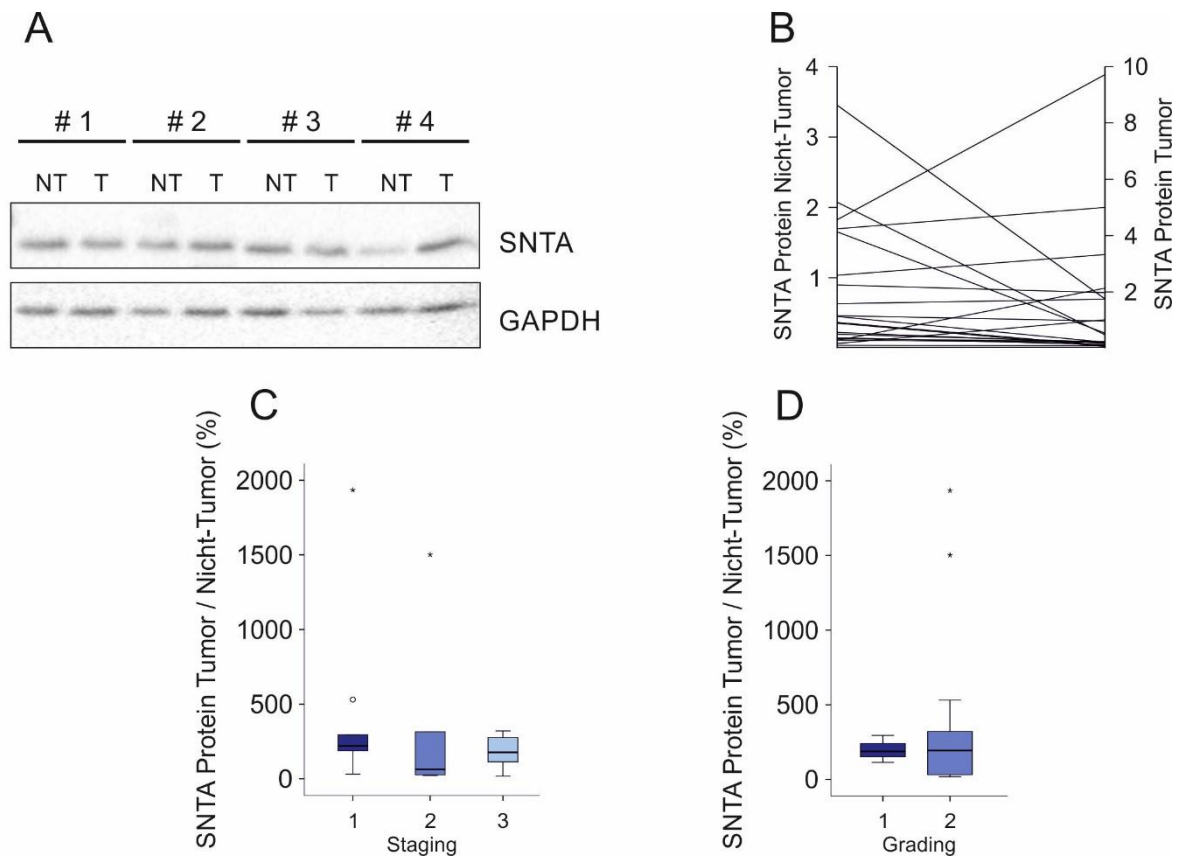 A
# 1 # 2 # 3 # 4
NT T NT T NT T NT T
SNTA
GAPDH
B
SNTA Protein Nicht-Tumor
4
3
2
1
10
8
6
4
2
SNTA Protein Tumor
C
SNTA Protein Tumor / Nicht-Tumor (%)
2000
1500
1000
500
0
1 2 3
Staging
D
SNTA Protein Tumor / Nicht-Tumor (%)
2000
1500
1000
500
0
1 2
Grading